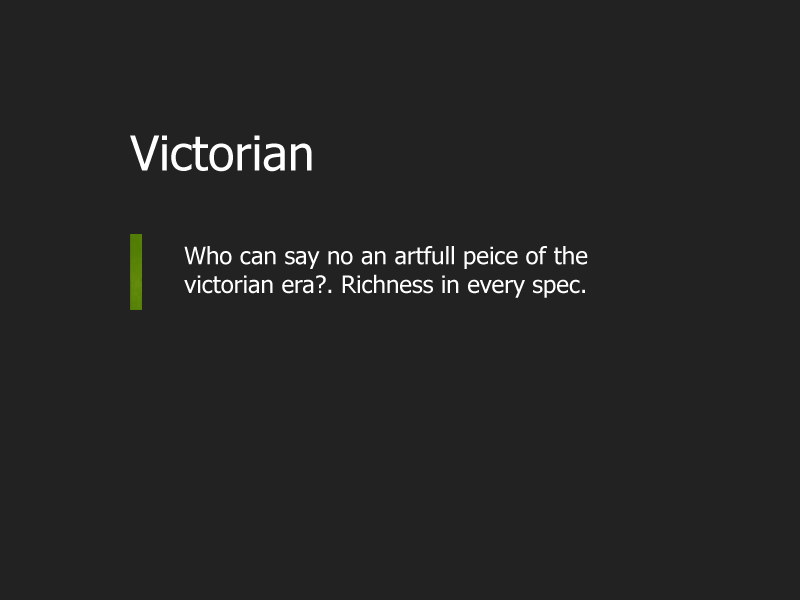 Victorian
Who can say no an artfull peice of the
victorian era?. Richness in every spec.